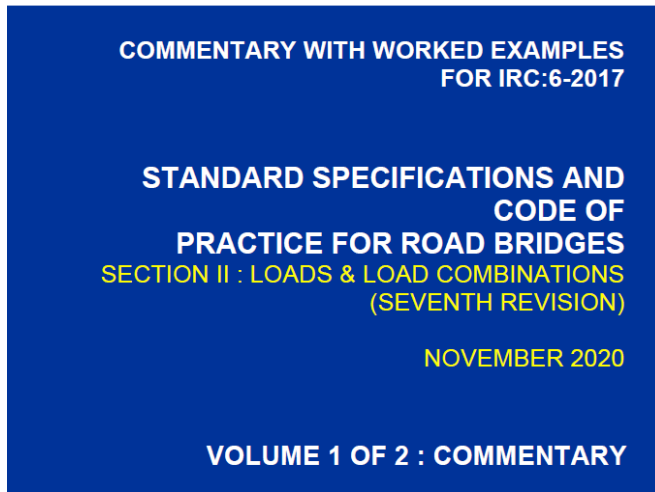 COMMENTARY WITH WORKED EXAMPLES
FOR IRC:6-2017
STANDARD SPECIFICATIONS AND
CODE OF
PRACTICE FOR ROAD BRIDGES
SECTION II : LOADS & LOAD COMBINATIONS
(SEVENTH REVISION)
NOVEMBER 2020
VOLUME 1 OF 2 : COMMENTARY